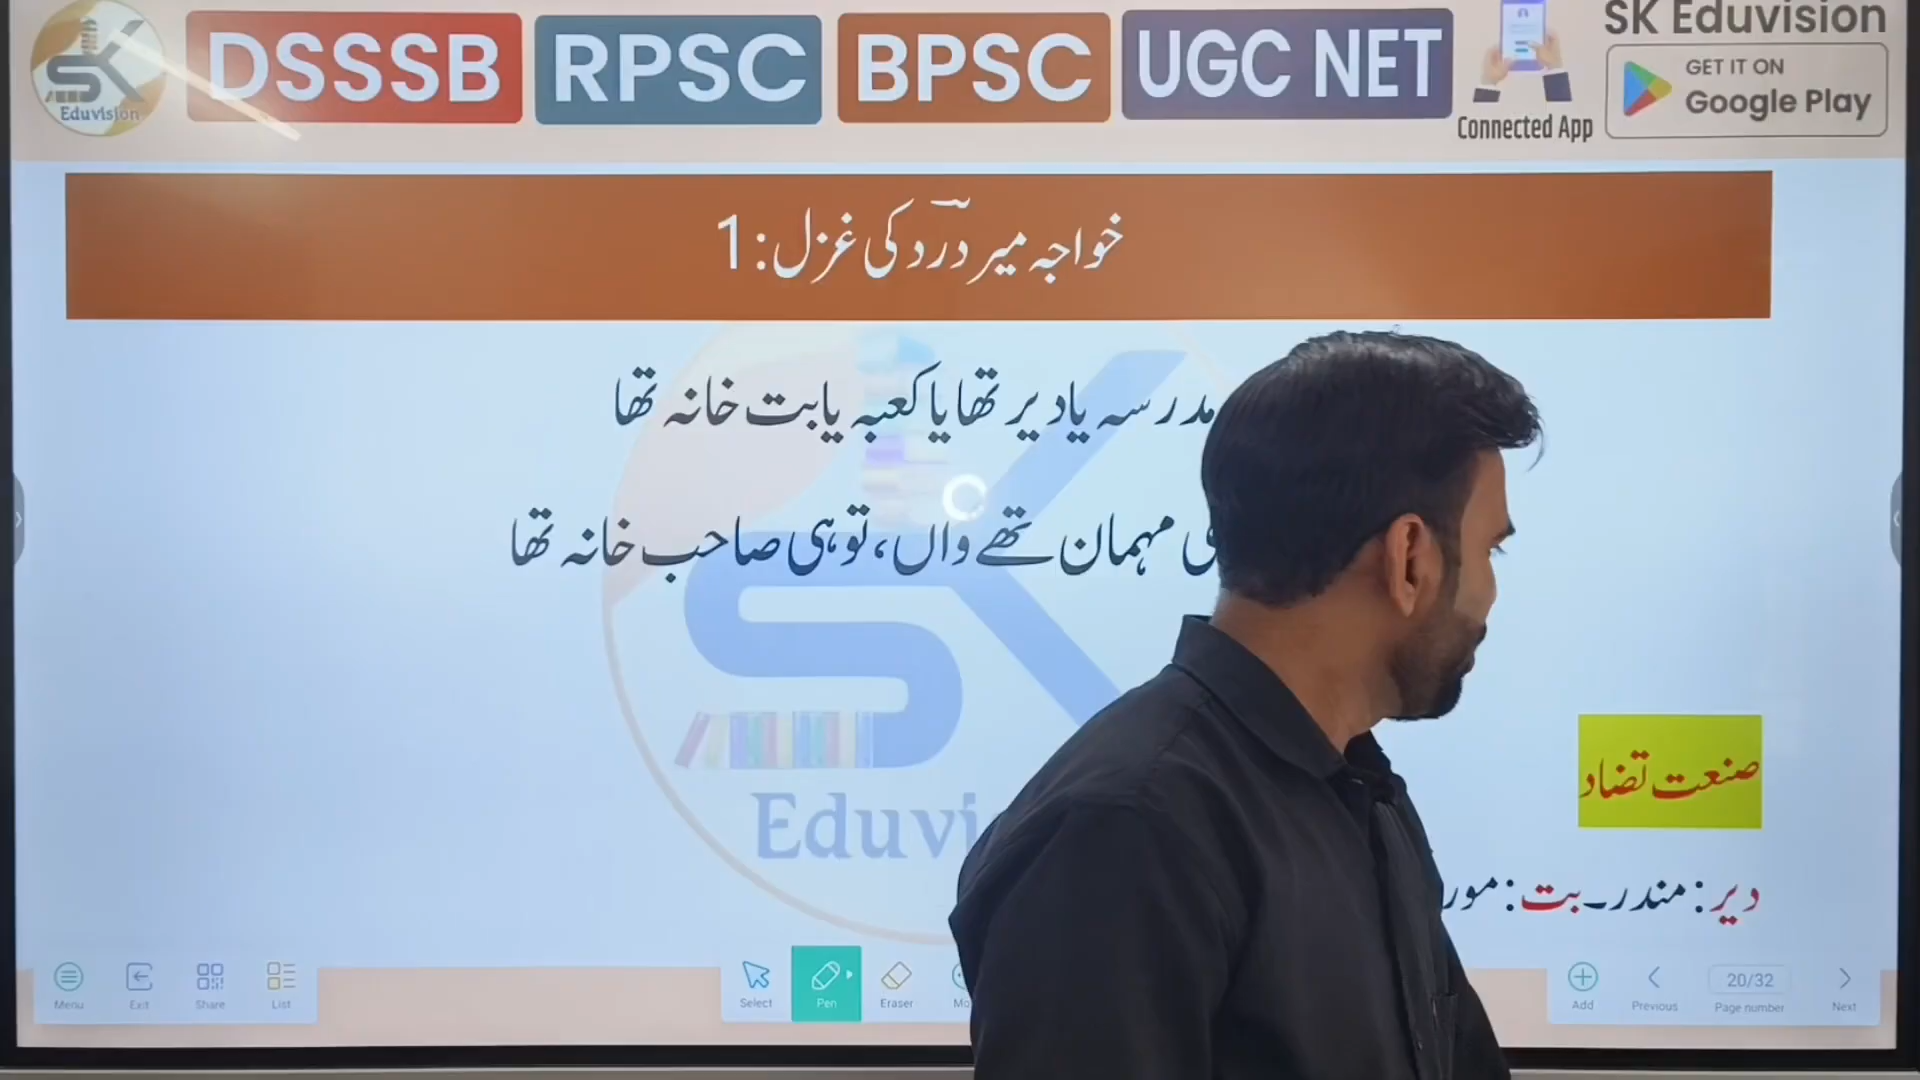 SK Eduvision DSSSB RPSC BPSC UGC NET SK Eduvision
GET IT ON
Google Play
Connected App
خواجہ میر دردؔ کی غزل: 1
مدرسہ یا دیر تھا یا کعبہ یا بت خانہ تھا
مہمان تھے واں، تو ہی صاحب خانہ تھا
SK
صنعت تضاد
دیر: مندر۔ بت:
Menu Exit Share List Select Pen Eraser Add Previous 20/32 Page number Next